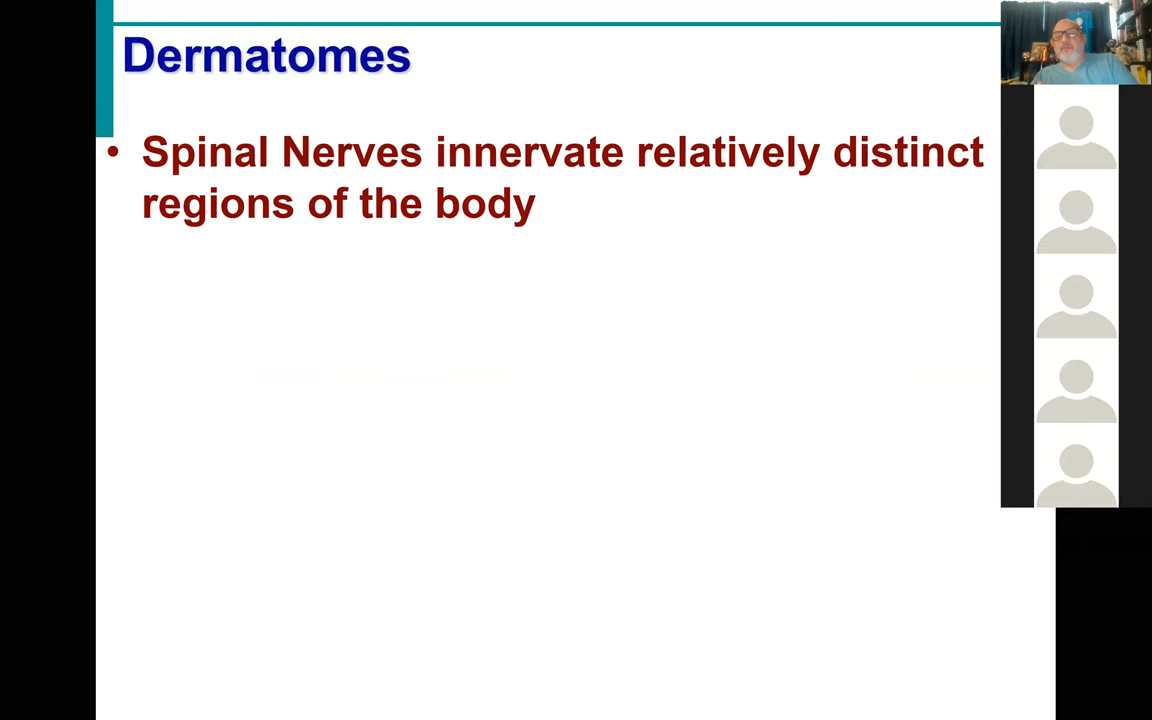 Dermatomes
• Spinal Nerves innervate relatively distinct
regions of the body